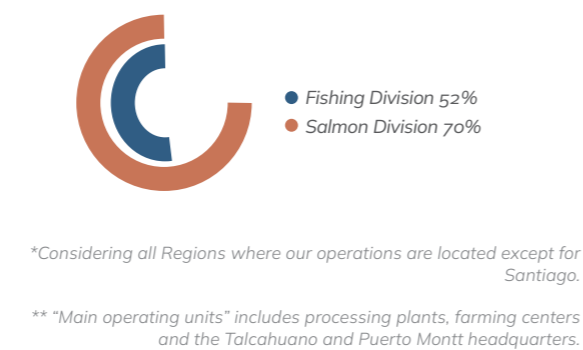 Fishing Division 52%
Salmon Division 70%
*Considering all Regions where our operations are located except for
Santiago.
** “Main operating units” includes processing plants, farming centers
and the Talcahuano and Puerto Montt headquarters.